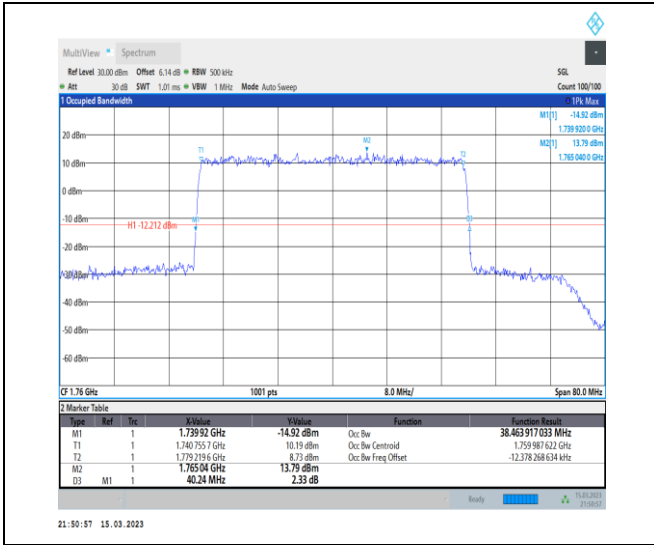 MultiView Spectrum
Ref Level 30.00 dBm Offset 6.14 dB RBW 500 kHz SGL
Att 30 dB SWT 1.01 ms VBW 1 MHz Mode Auto Sweep Count 100/100
1 Occupied Bandwidth 1Pk Max
M1[1] -14.92 dBm
1.739 920 0 GHz
M2[1] 13.79 dBm
1.765 040 0 GHz
20 dBm
M2
T1
T2
10 dBm
0 dBm
-10 dBm
M1
D3
H1 -12.212 dBm
-20 dBm
-30 dBm
-40 dBm
-50 dBm
-60 dBm
CF 1.76 GHz 1001 pts 8.0 MHz/ Span 80.0 MHz
2 Marker Table
Type Ref Trc X-Value Y-Value Function Function Result
M1 1 1.73992 GHz -14.92 dBm Occ Bw 38.463 917 033 MHz
T1 1 1.740 755 7 GHz 10.19 dBm Occ Bw Centroid 1.759 987 622 GHz
T2 1 1.779 219 6 GHz 8.73 dBm Occ Bw Freq Offset -12.378 268 634 kHz
M2 1 1.76504 GHz 13.79 dBm
D3 M1 1 40.24 MHz 2.33 dB
Ready 15.03.2023
21:50:57
21:50:57 15.03.2023